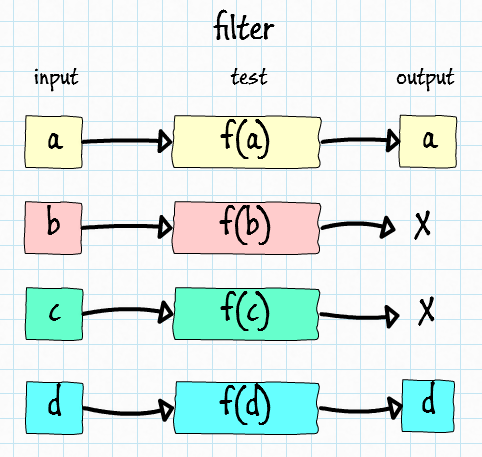 filter
input test output
a f(a) a
b f(b) X
c f(c) X
d f(d) d